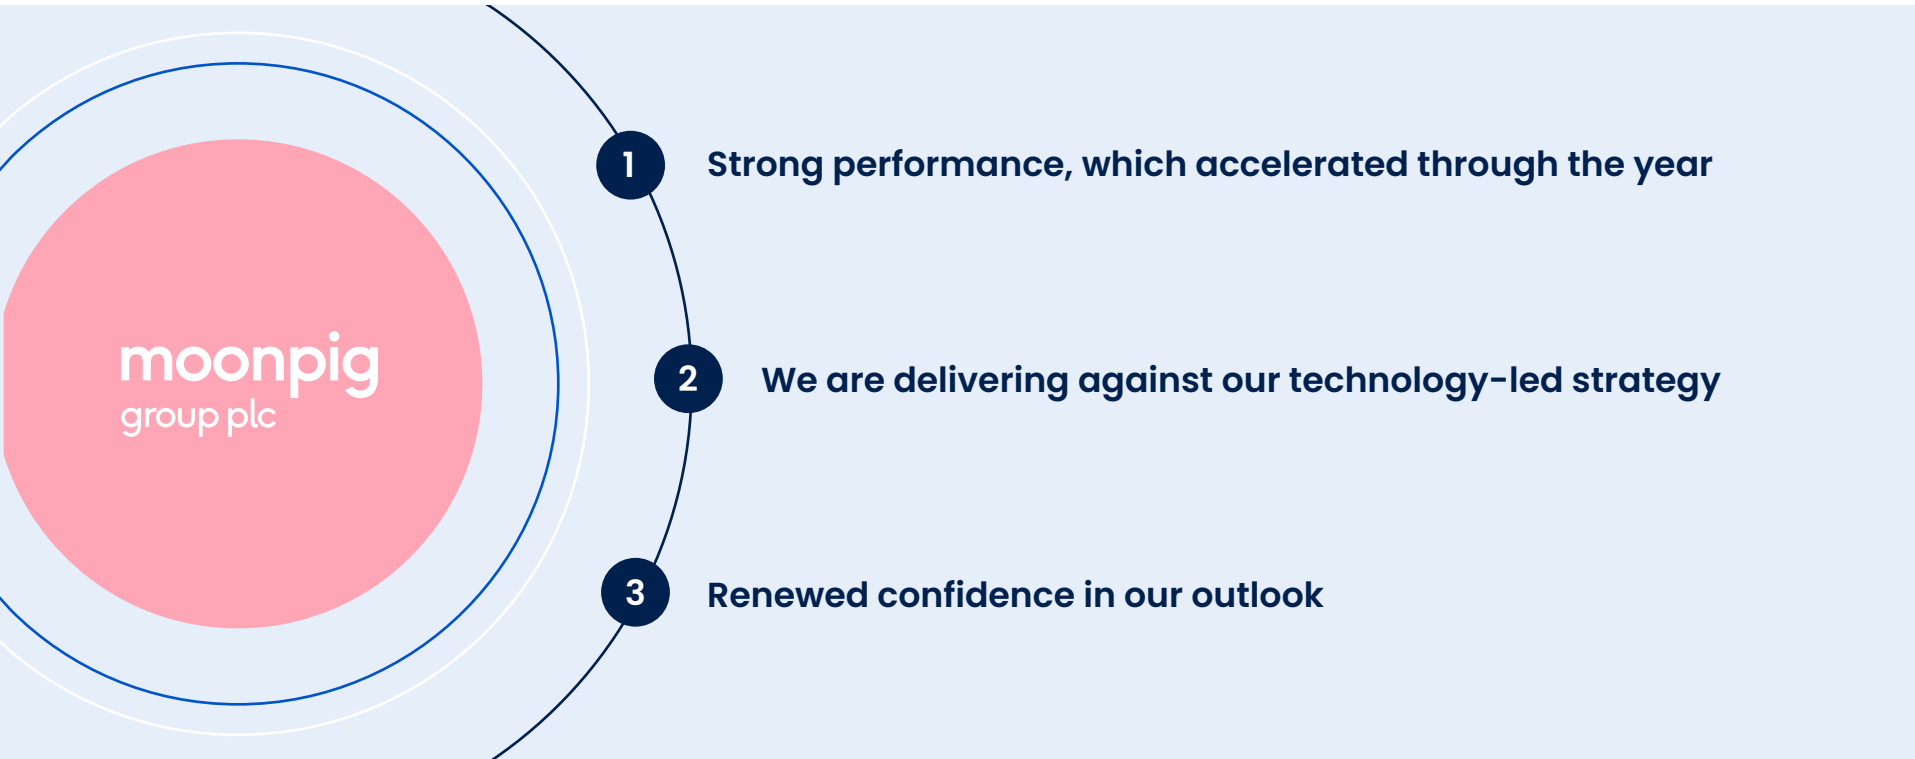 moonpig
group plc
1
Strong performance, which accelerated through the year
2
We are delivering against our technology-led strategy
3
Renewed confidence in our outlook